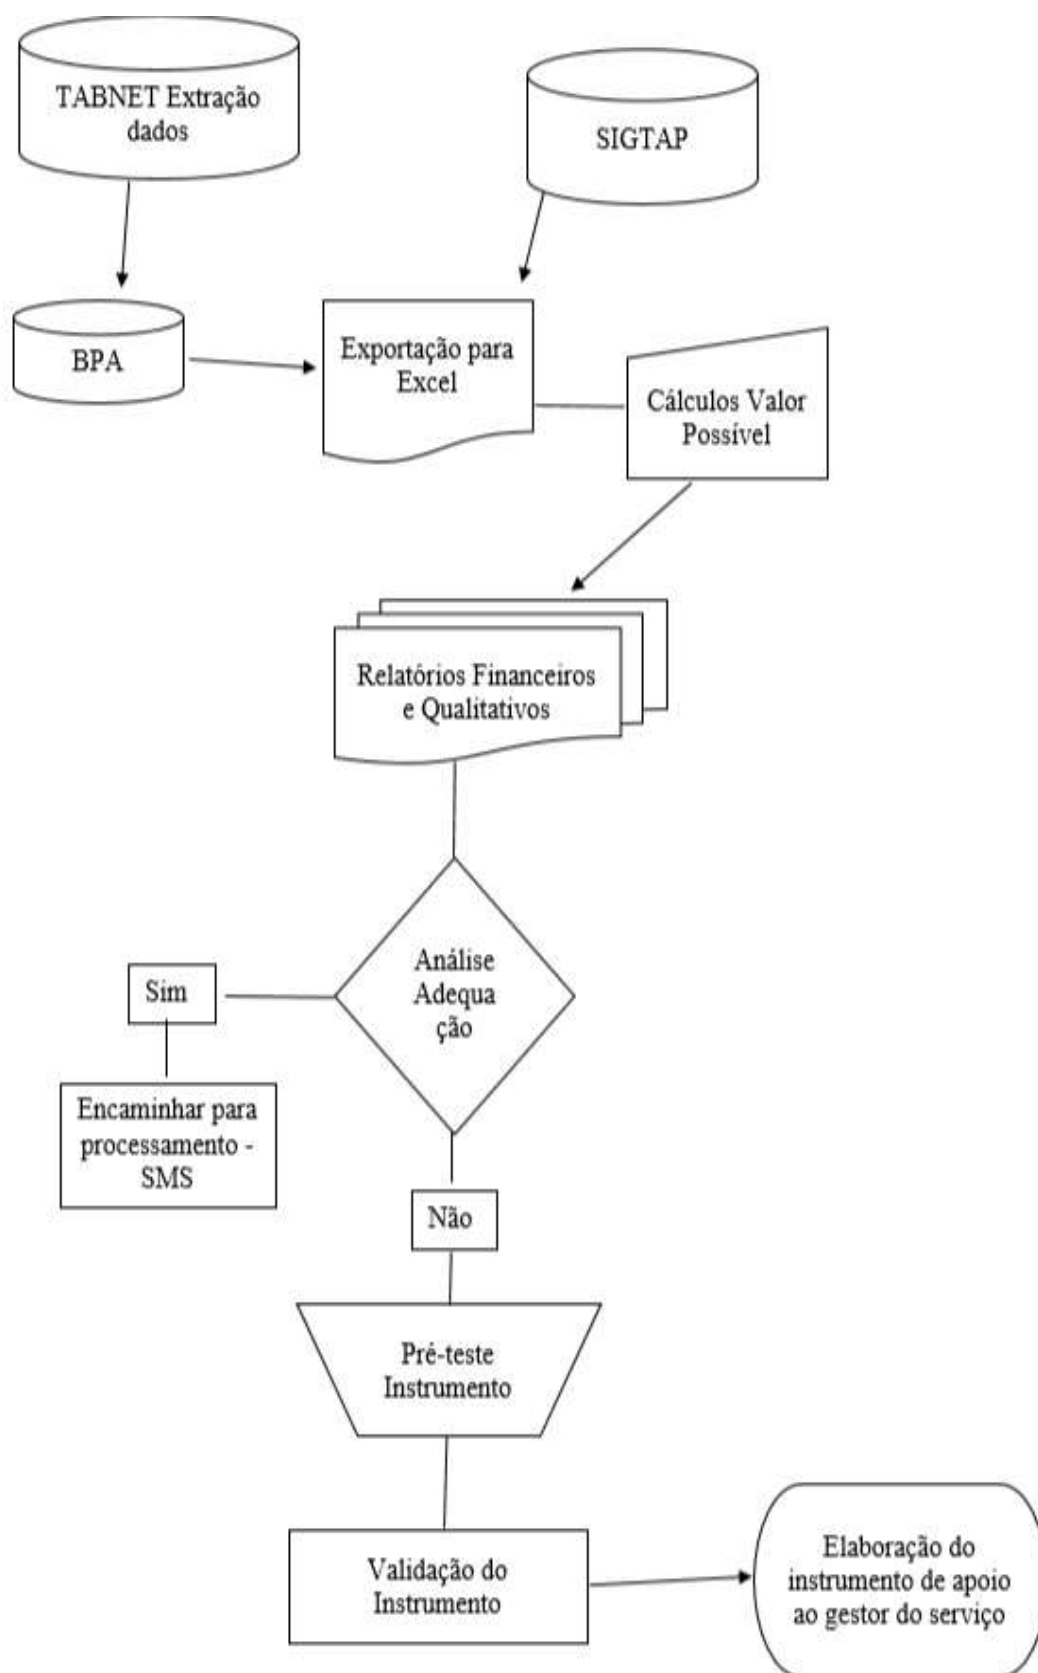 TABNET Extração
dados
SIGTAP
BPA
Exportação para
Excel
Cálculos Valor
Possível
Relatórios Financeiros
e Qualitativos
Análise
Adequa
ção
Sim
Encaminhar para
processamento -
SMS
Não
Pré-teste
Instrumento
Validação do
Instrumento
Elaboração do
instrumento de apoio
ao gestor do serviço